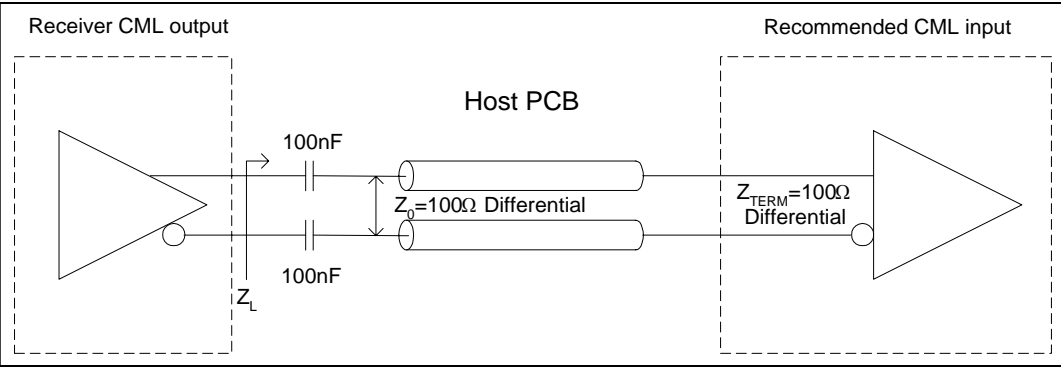 Receiver CML output
Recommended CML input
Host PCB
100nF
Z0=100Ω Differential
ZTERM=100Ω
Differential
100nF
ZL